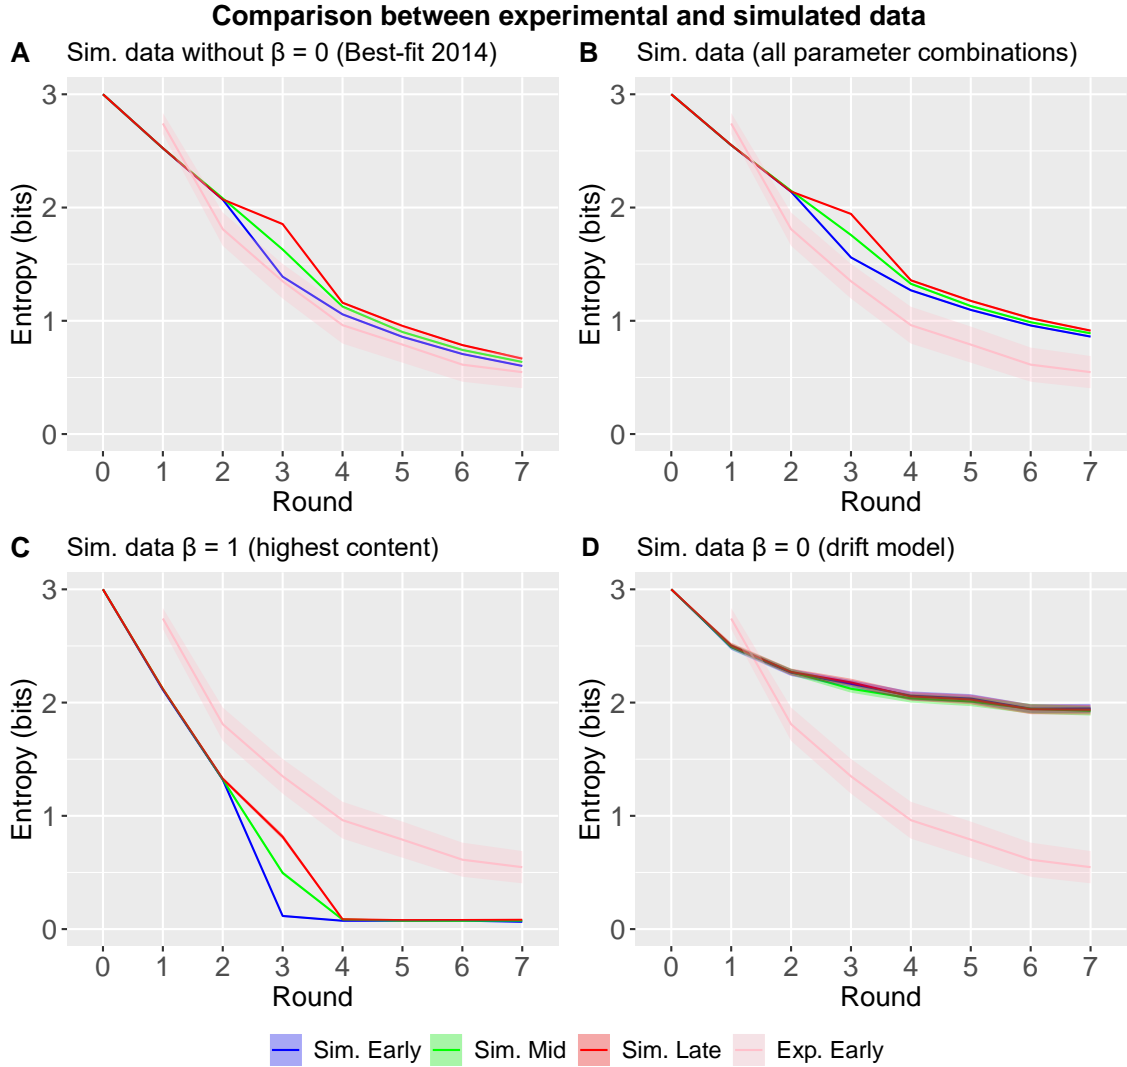 Comparison between experimental and simulated data
A Sim. data without β = 0 (Best-fit 2014)
3
2
1
0
Entropy (bits)
0 1 2 3 4 5 6 7
Round
B Sim. data (all parameter combinations)
3
2
1
0
Entropy (bits)
0 1 2 3 4 5 6 7
Round
C Sim. data β = 1 (highest content)
3
2
1
0
Entropy (bits)
0 1 2 3 4 5 6 7
Round
D Sim. data β = 0 (drift model)
3
2
1
0
Entropy (bits)
0 1 2 3 4 5 6 7
Round
Sim. Early Sim. Mid Sim. Late Exp. Early